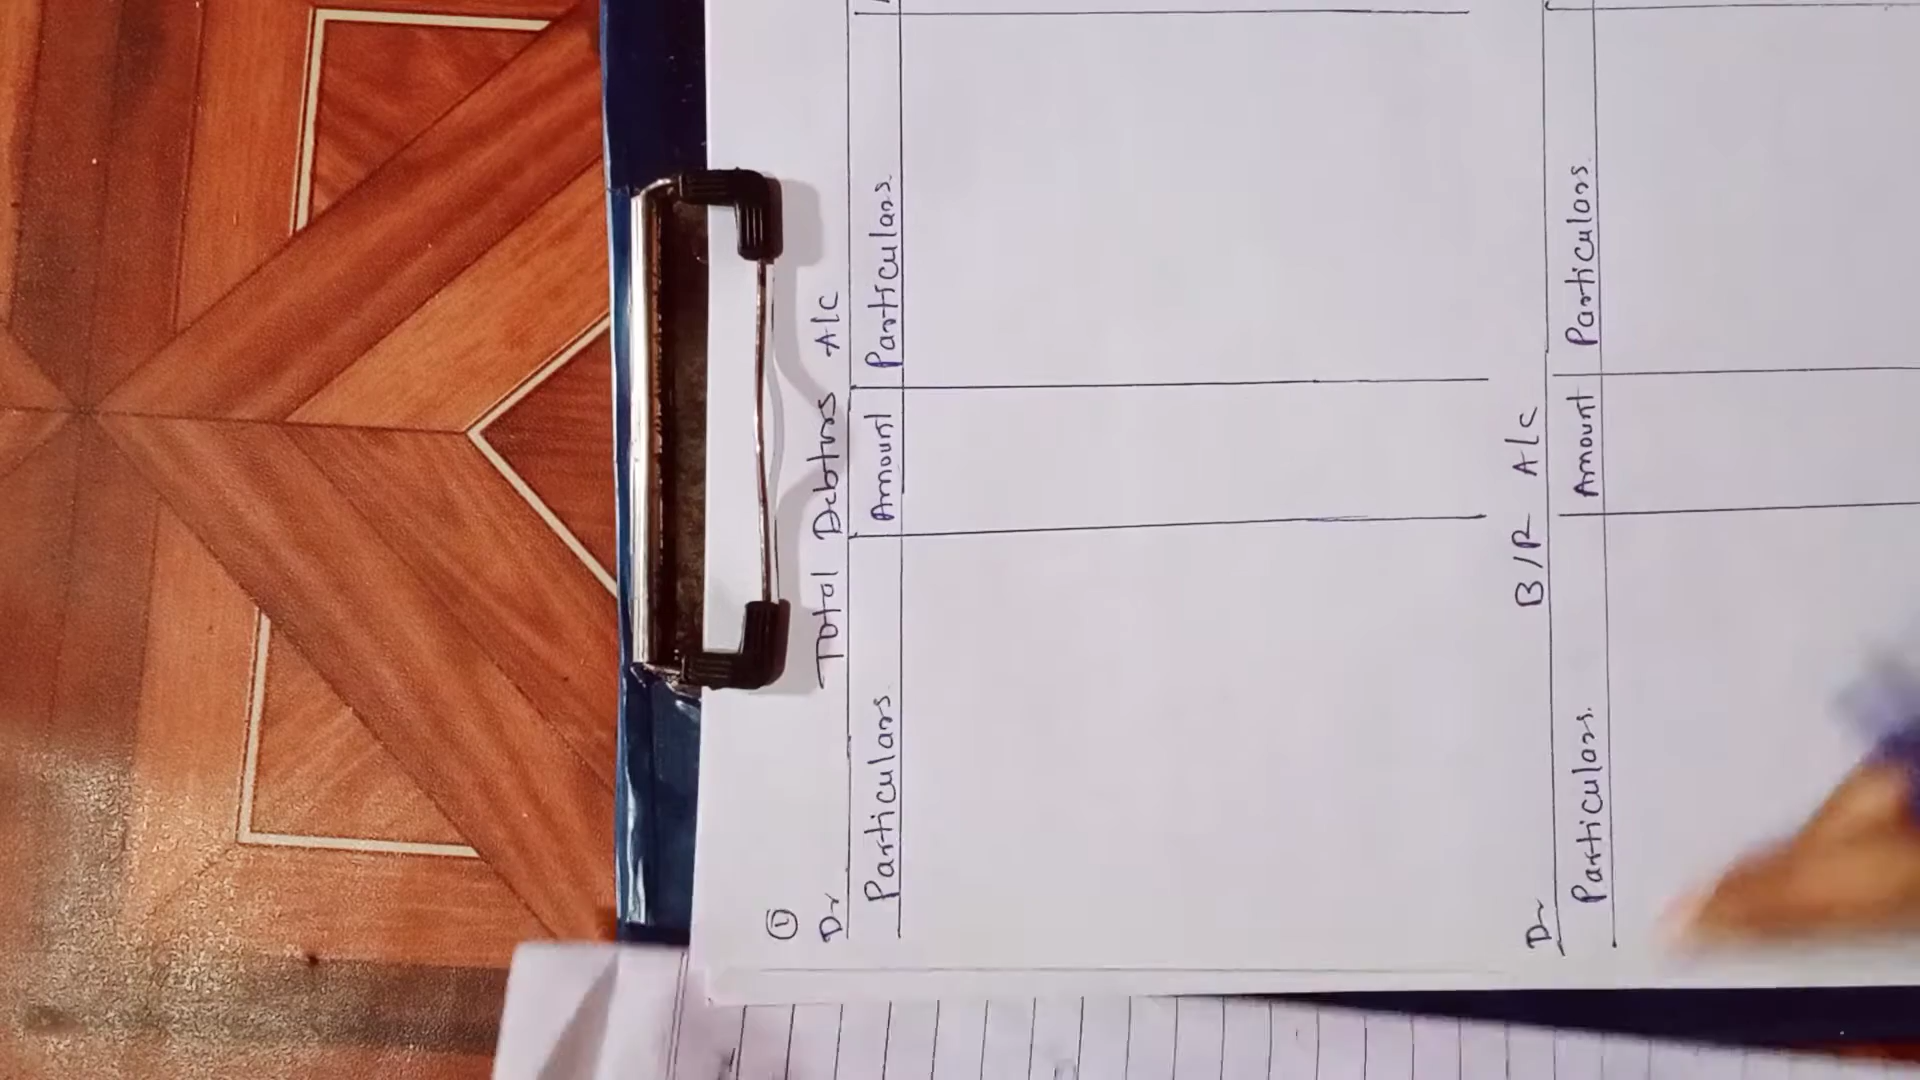 ①
Dr Total Debtors A/C
Particulars Amount Particulars
Dr B/R A/C
Particulars Amount Particulars